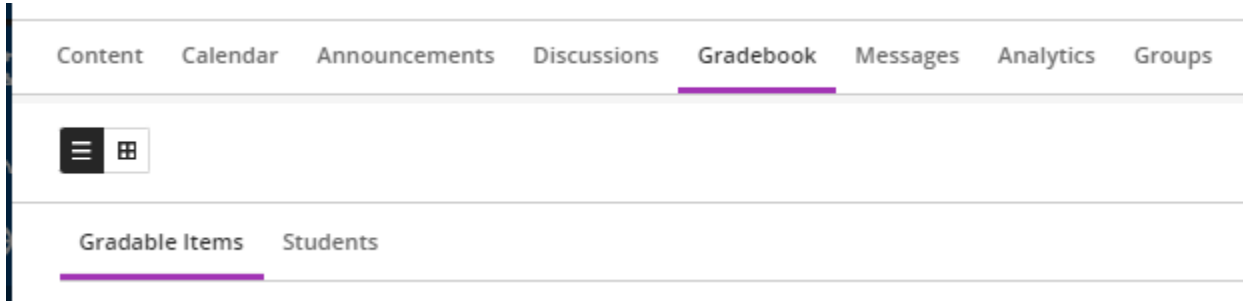 Content Calendar Announcements Discussions Gradebook Messages Analytics Groups
Gradable Items Students